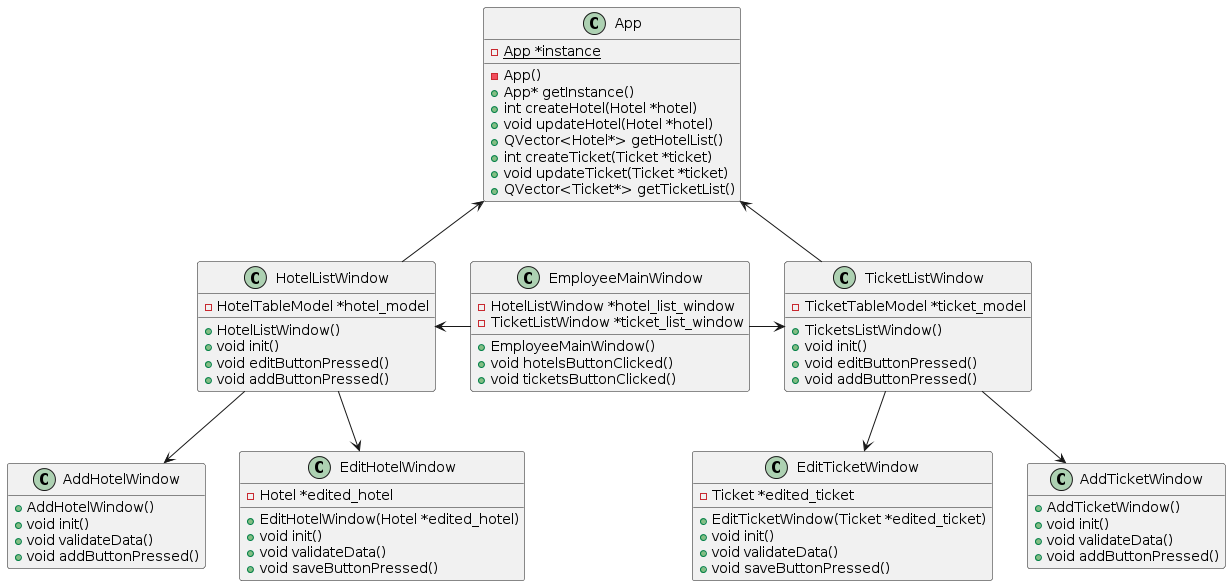 C App
App *instance
App()
App* getInstance()
int createHotel(Hotel *hotel)
void updateHotel(Hotel *hotel)
QVector<Hotel*> getHotelList()
int createTicket(Ticket *ticket)
void updateTicket(Ticket *ticket)
QVector<Ticket*> getTicketList()
C HotelListWindow
HotelTableModel *hotel_model
HotelListWindow()
void init()
void editButtonPressed()
void addButtonPressed()
C EmployeeMainWindow
HotelListWindow *hotel_list_window
TicketListWindow *ticket_list_window
EmployeeMainWindow()
void hotelsButtonClicked()
void ticketsButtonClicked()
C TicketListWindow
TicketTableModel *ticket_model
TicketsListWindow()
void init()
void editButtonPressed()
void addButtonPressed()
C AddHotelWindow
AddHotelWindow()
void init()
void validateData()
void addButtonPressed()
C EditHotelWindow
Hotel *edited_hotel
EditHotelWindow(Hotel *edited_hotel)
void init()
void validateData()
void saveButtonPressed()
C EditTicketWindow
Ticket *edited_ticket
EditTicketWindow(Ticket *edited_ticket)
void init()
void validateData()
void saveButtonPressed()
C AddTicketWindow
AddTicketWindow()
void init()
void validateData()
void addButtonPressed()